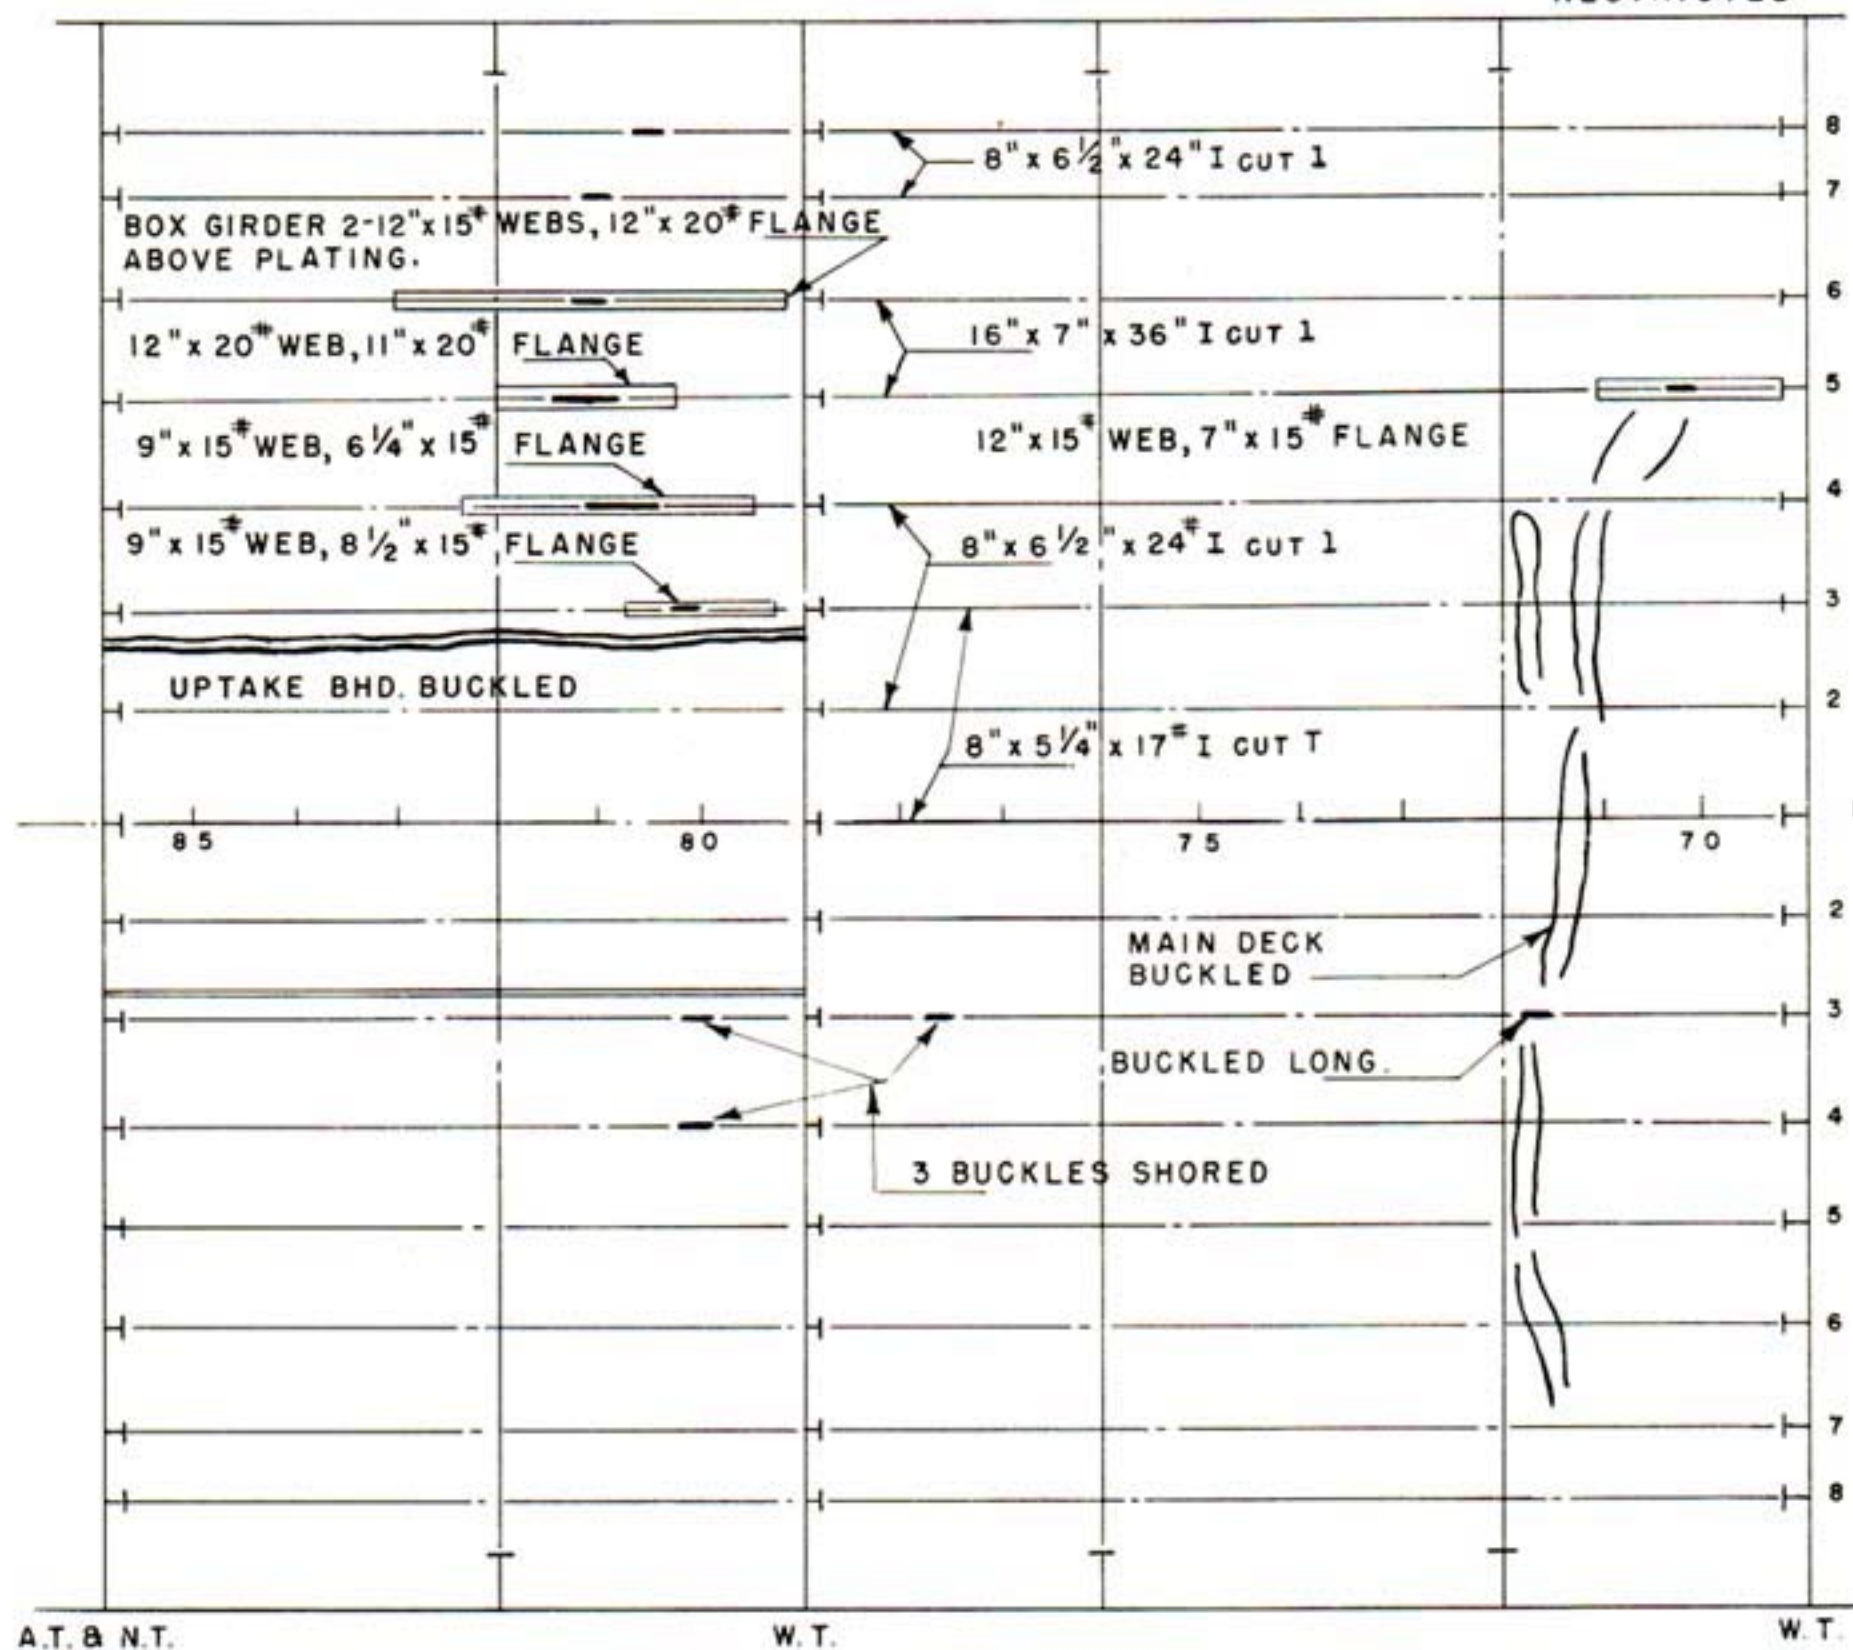 8
8" x 6 1/2" x 24" I CUT 1
7
BOX GIRDER 2-12" x 15# WEBS, 12" x 20# FLANGE
ABOVE PLATING.
6
12" x 20# WEB, 11" x 20# FLANGE
16" x 7" x 36" I CUT 1
5
9" x 15# WEB, 6 1/4" x 15# FLANGE
12" x 15# WEB, 7" x 15# FLANGE
4
9" x 15# WEB, 8 1/2" x 15# FLANGE
8" x 6 1/2" x 24# I CUT 1
3
UPTAKE BHD. BUCKLED
2
8" x 5 1/4" x 17# I CUT T
85 80 75 70
2
MAIN DECK
BUCKLED
3
BUCKLED LONG.
4
3 BUCKLES SHORED
5
6
7
8
A.T. & N.T. W.T. W.T.